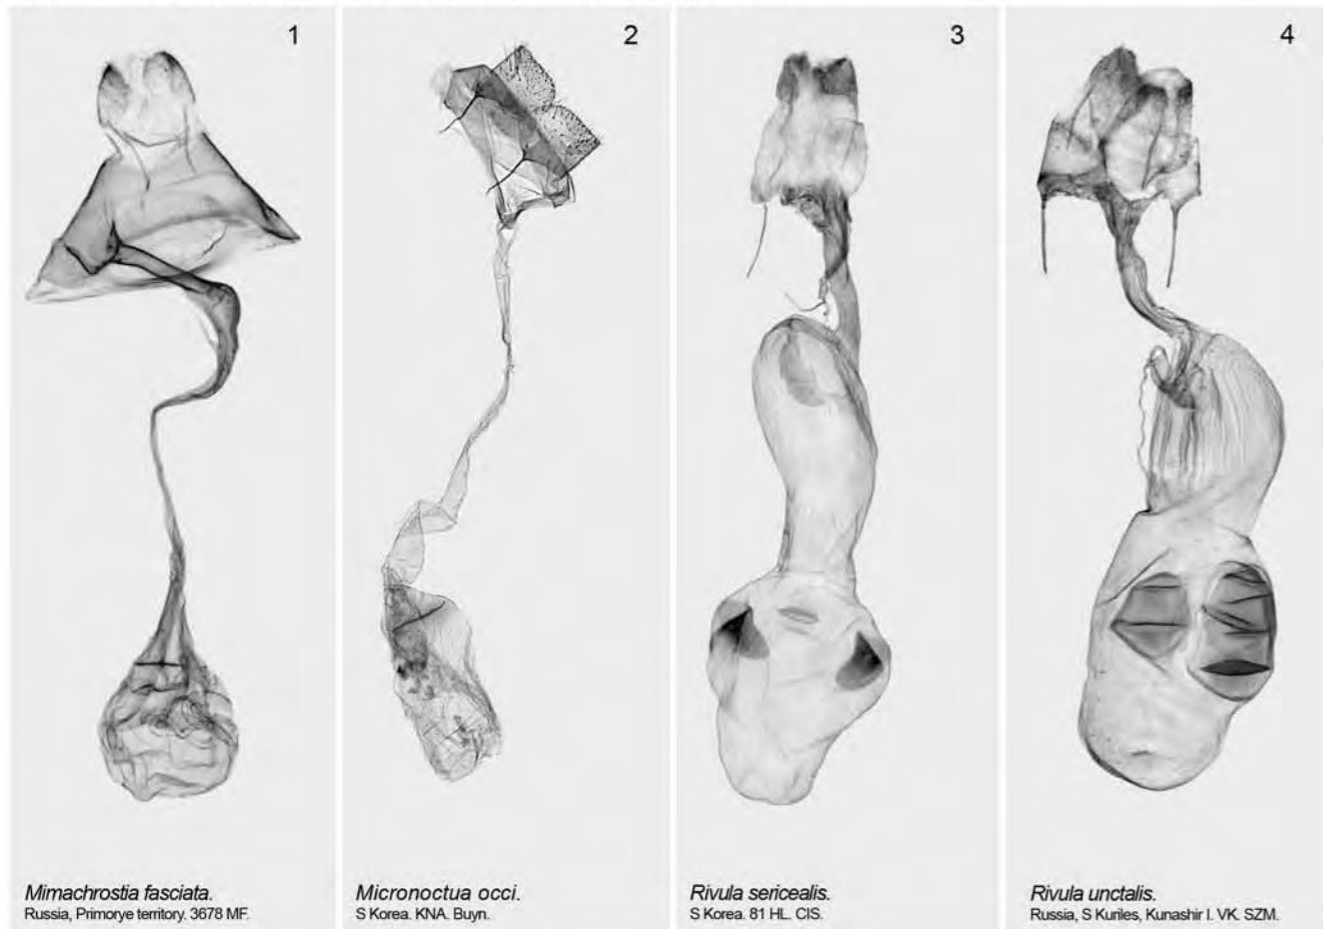 1
2
3
4
Mimachrostia fasciata.
Russia, Primorye territory. 3678 MF.
Micronoctua occi.
S Korea. KNA. Buyn.
Rivula sericealis.
S Korea. 81 HL. CIS.
Rivula unctalis.
Russia, S Kuriles, Kunashir I. VK. SZM.